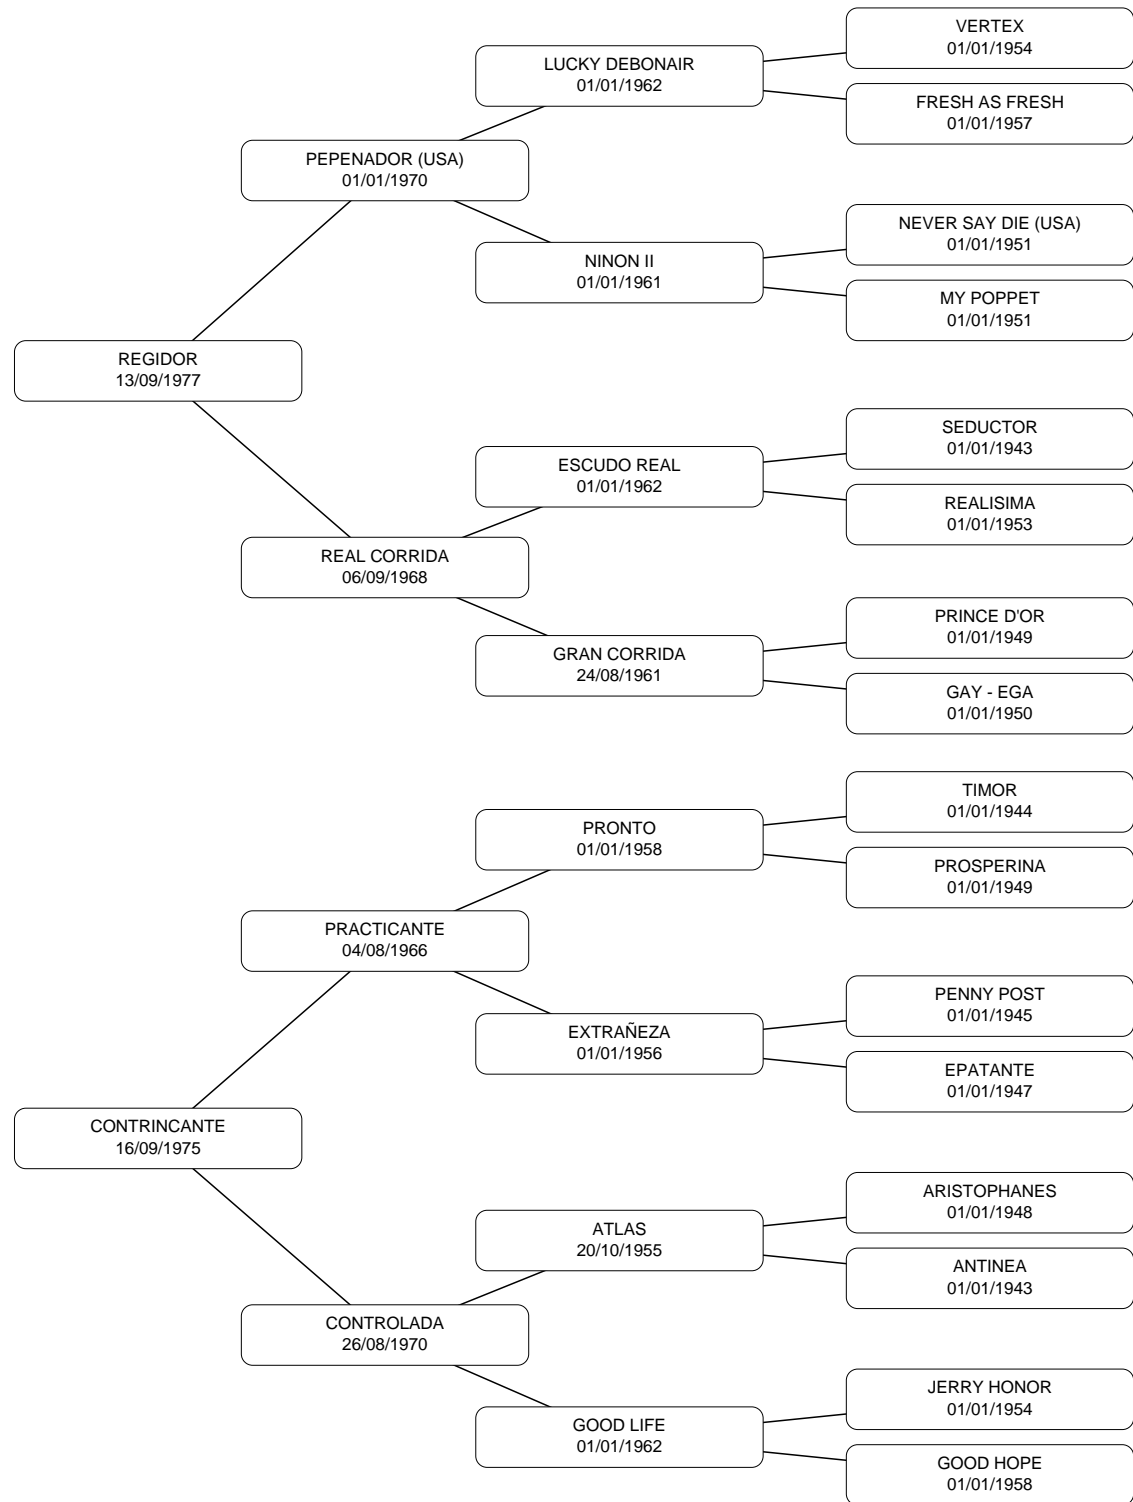 VERTEX
01/01/1954
LUCKY DEBONAIR
01/01/1962
FRESH AS FRESH
01/01/1957
PEPENADOR (USA)
01/01/1970
NEVER SAY DIE (USA)
01/01/1951
NINON II
01/01/1961
MY POPPET
01/01/1951
REGIDOR
13/09/1977
SEDUCTOR
01/01/1943
ESCUDO REAL
01/01/1962
REALISIMA
01/01/1953
REAL CORRIDA
06/09/1968
PRINCE D'OR
01/01/1949
GRAN CORRIDA
24/08/1961
GAY - EGA
01/01/1950
TIMOR
01/01/1944
PRONTO
01/01/1958
PROSPERINA
01/01/1949
PRACTICANTE
04/08/1966
PENNY POST
01/01/1945
EXTRAÑEZA
01/01/1956
EPATANTE
01/01/1947
CONTRINCANTE
16/09/1975
ARISTOPHANES
01/01/1948
ATLAS
20/10/1955
ANTINEA
01/01/1943
CONTROLADA
26/08/1970
JERRY HONOR
01/01/1954
GOOD LIFE
01/01/1962
GOOD HOPE
01/01/1958